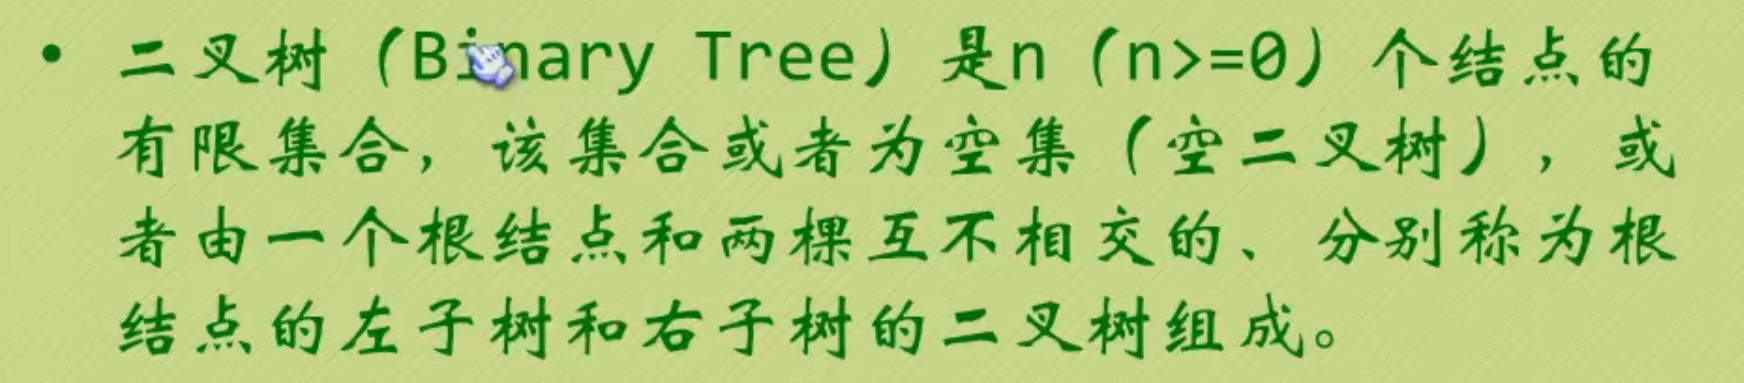 • 二叉树（Binary Tree）是n（n>=0）个结点的
有限集合，该集合或者为空集（空二叉树），或
者由一个根结点和两棵互不相交的、分别称为根
结点的左子树和右子树的二叉树组成。